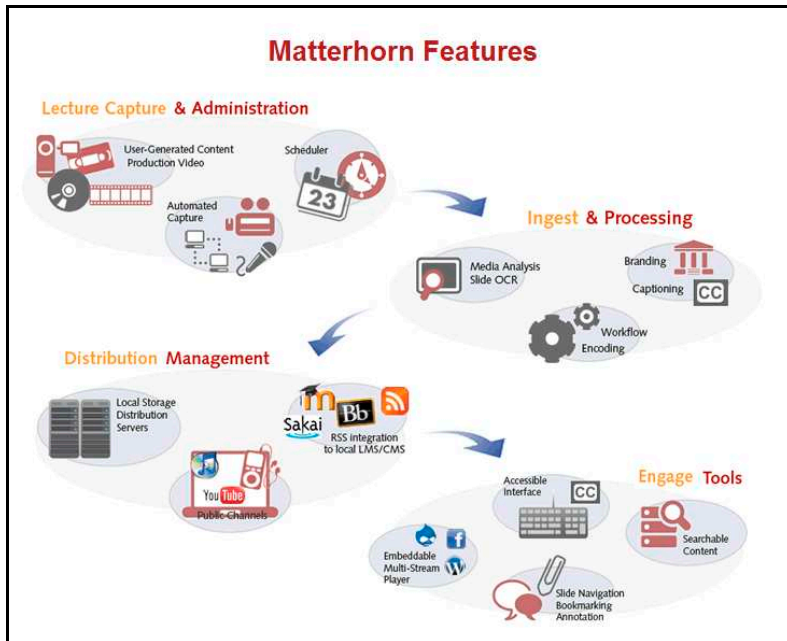 Matterhorn Features
Lecture Capture & Administration
User-Generated Content
Production Video
Scheduler
23
Automated
Capture
Ingest & Processing
Media Analysis
Slide OCR
Branding
Captioning
CC
Workflow
Encoding
Distribution Management
Local Storage
Distribution
Servers
m
Sakai
Bb
RSS integration
to local LMS/CMS
YouTube
Public Channels
Engage Tools
Accessible
Interface
CC
Searchable
Content
Embeddable
Multi-Stream
Player
f
W
Slide Navigation
Bookmarking
Annotation